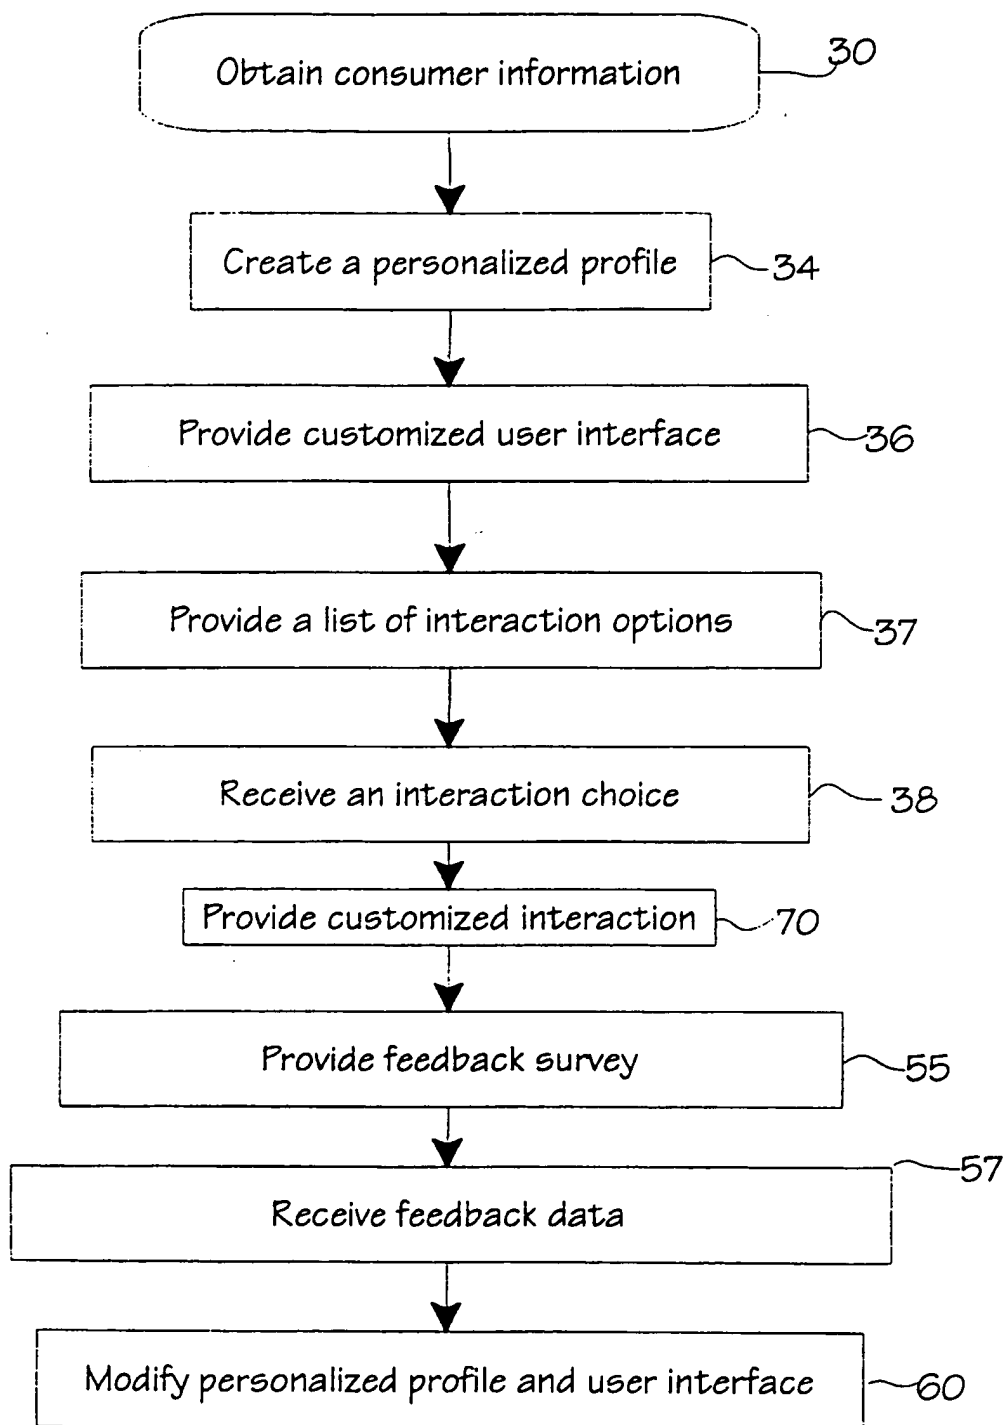 Obtain consumer information
30
Create a personalized profile
34
Provide customized user interface
36
Provide a list of interaction options
37
Receive an interaction choice
38
Provide customized interaction
70
Provide feedback survey
55
57
Receive feedback data
Modify personalized profile and user interface
60